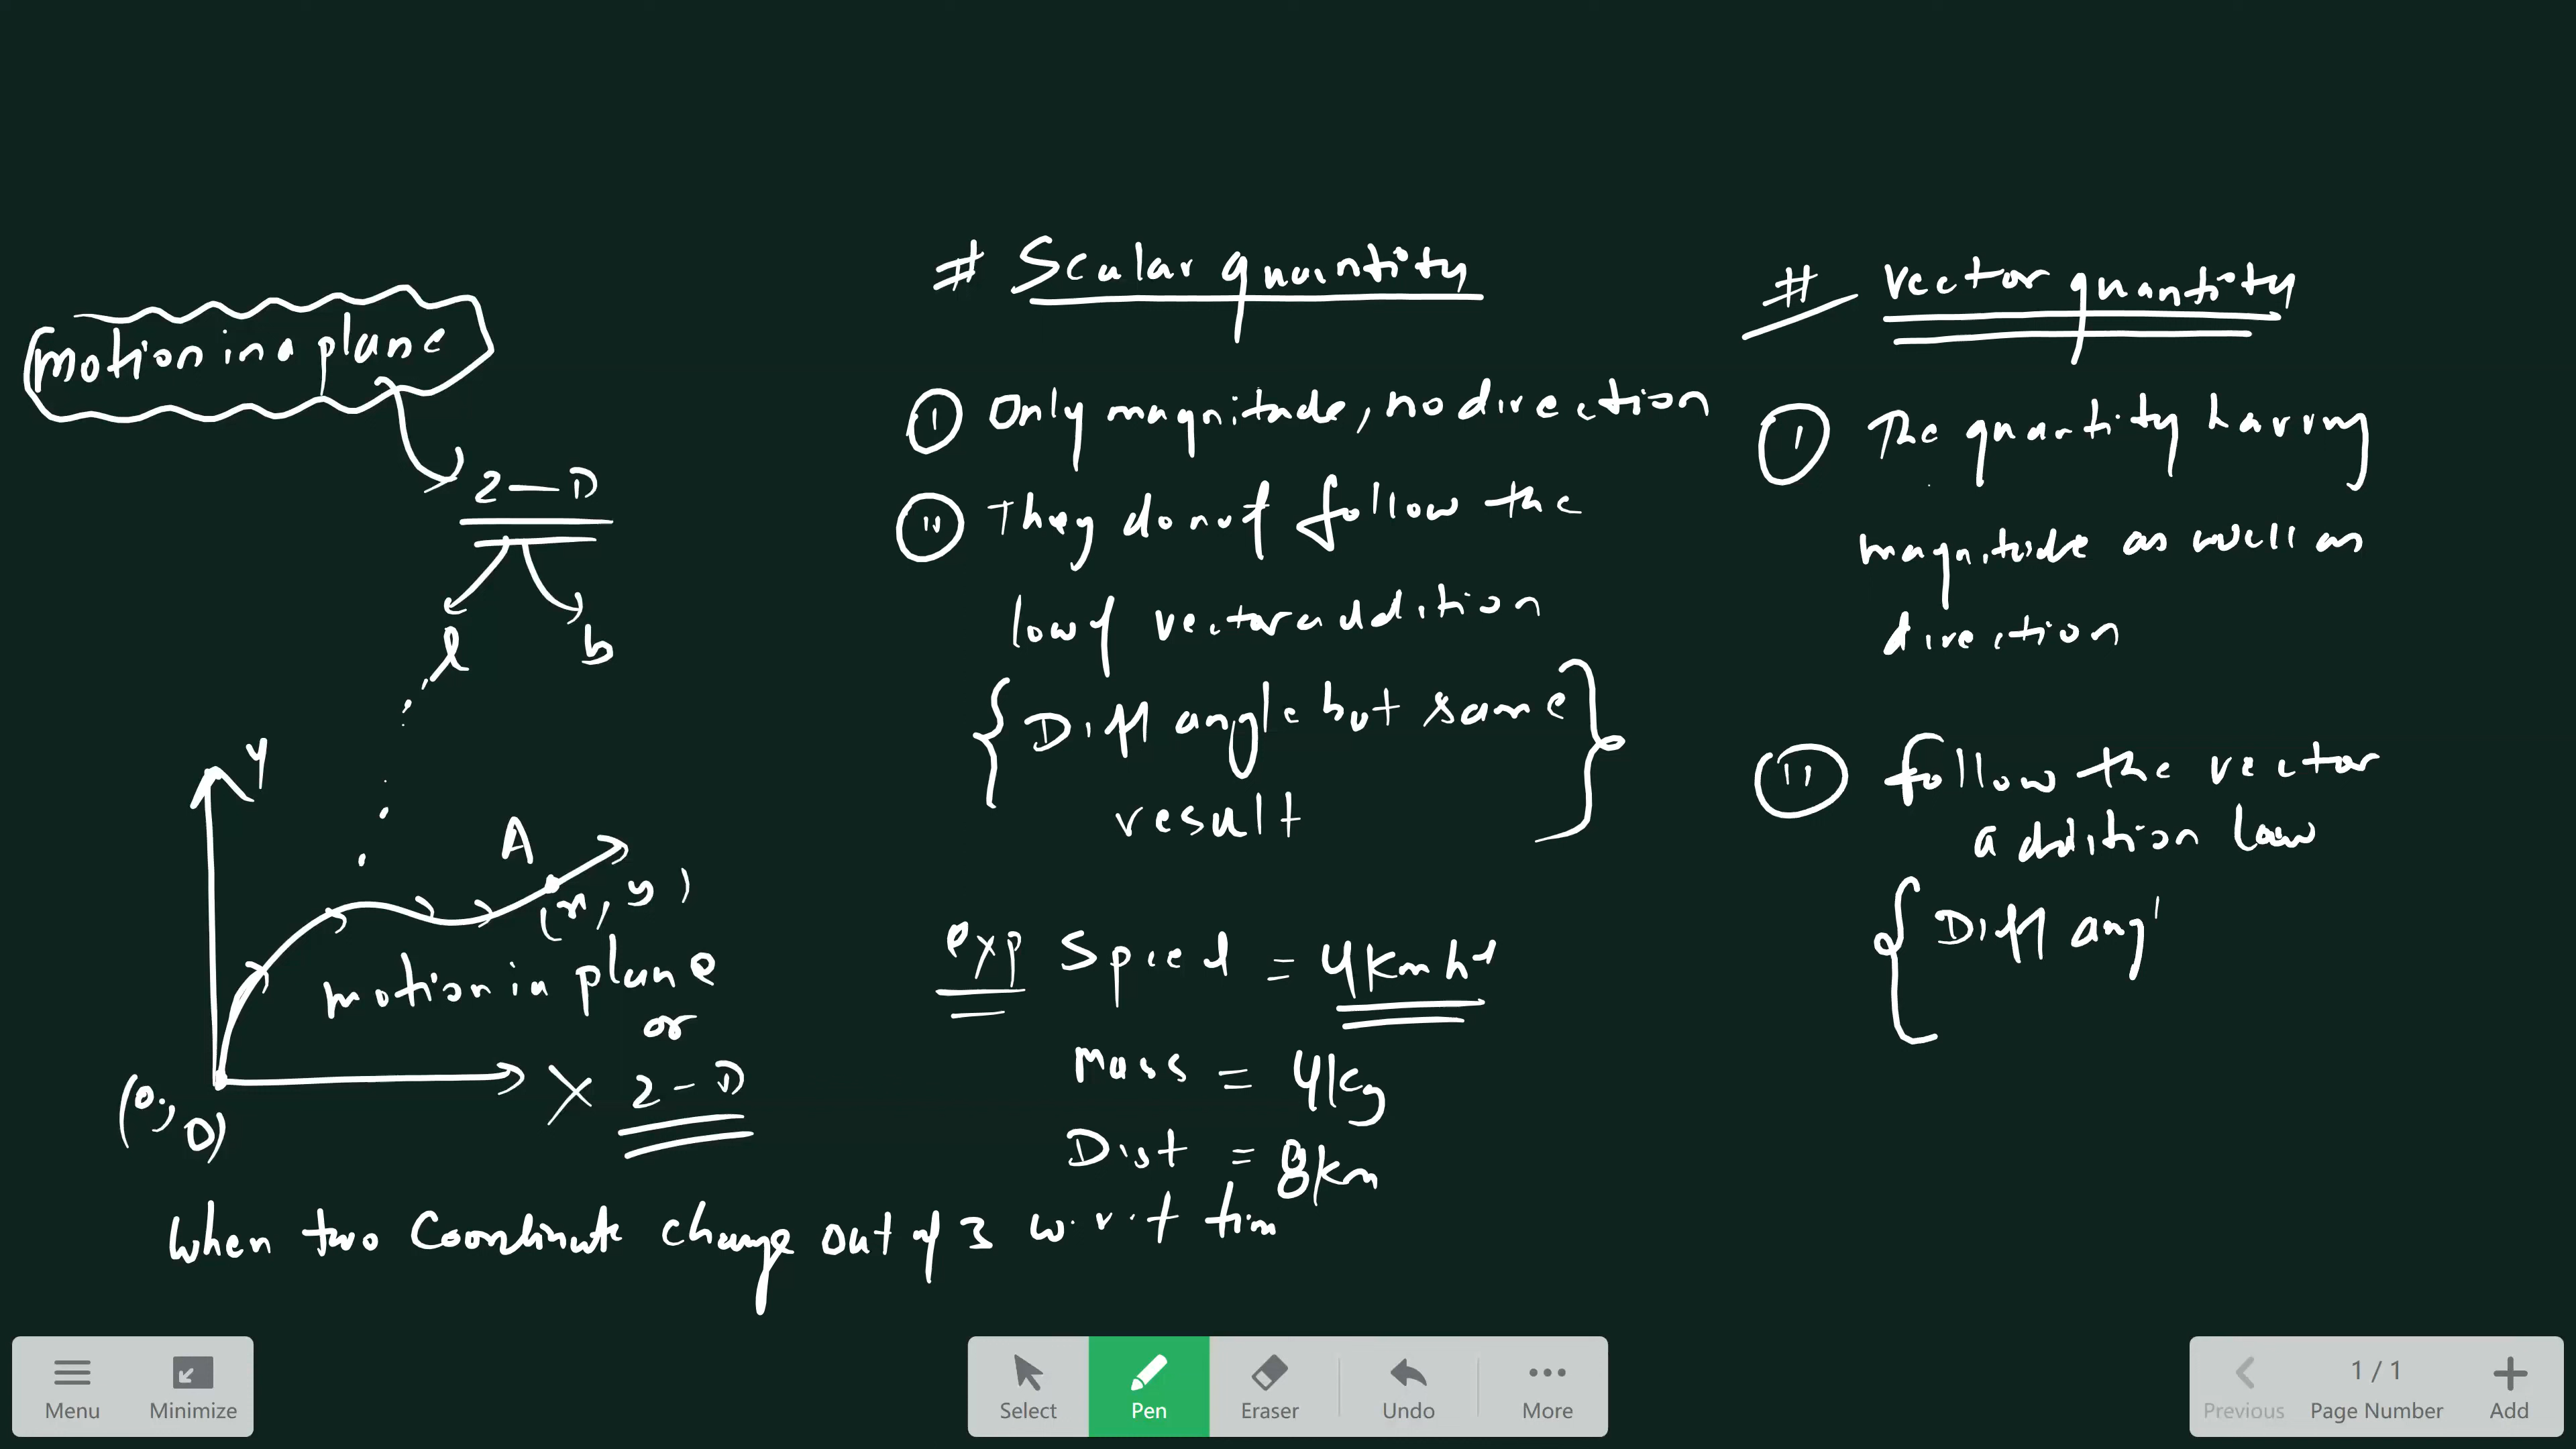 motion in a plane
2-D
l
b
y
A
(x, y)
motion in plane
or
X 2-D
(0, 0)
When two Coordinate change out of 3 w.r.t tim
# Scalar quantity
(i) Only magnitude, no direction
(ii) They do not follow the
low of vector addition
{ Diff angle but same }
result
exp Speed = 4km h-1
Mass = 4kg
Dist = 8km
# vector quantity
(i) The quantity having
magnitude as well as
direction
(ii) follow the vector
addition law
{ Diff ang
Menu
Minimize
Select
Pen
Eraser
Undo
More
Previous
1 / 1
Page Number
Add